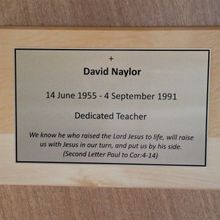 +
David Naylor
14 June 1955 - 4 September 1991
Dedicated Teacher
We know he who raised the Lord Jesus to life, will raise
us with Jesus in our turn, and put us by his side.
(Second Letter Paul to Cor:4-14)